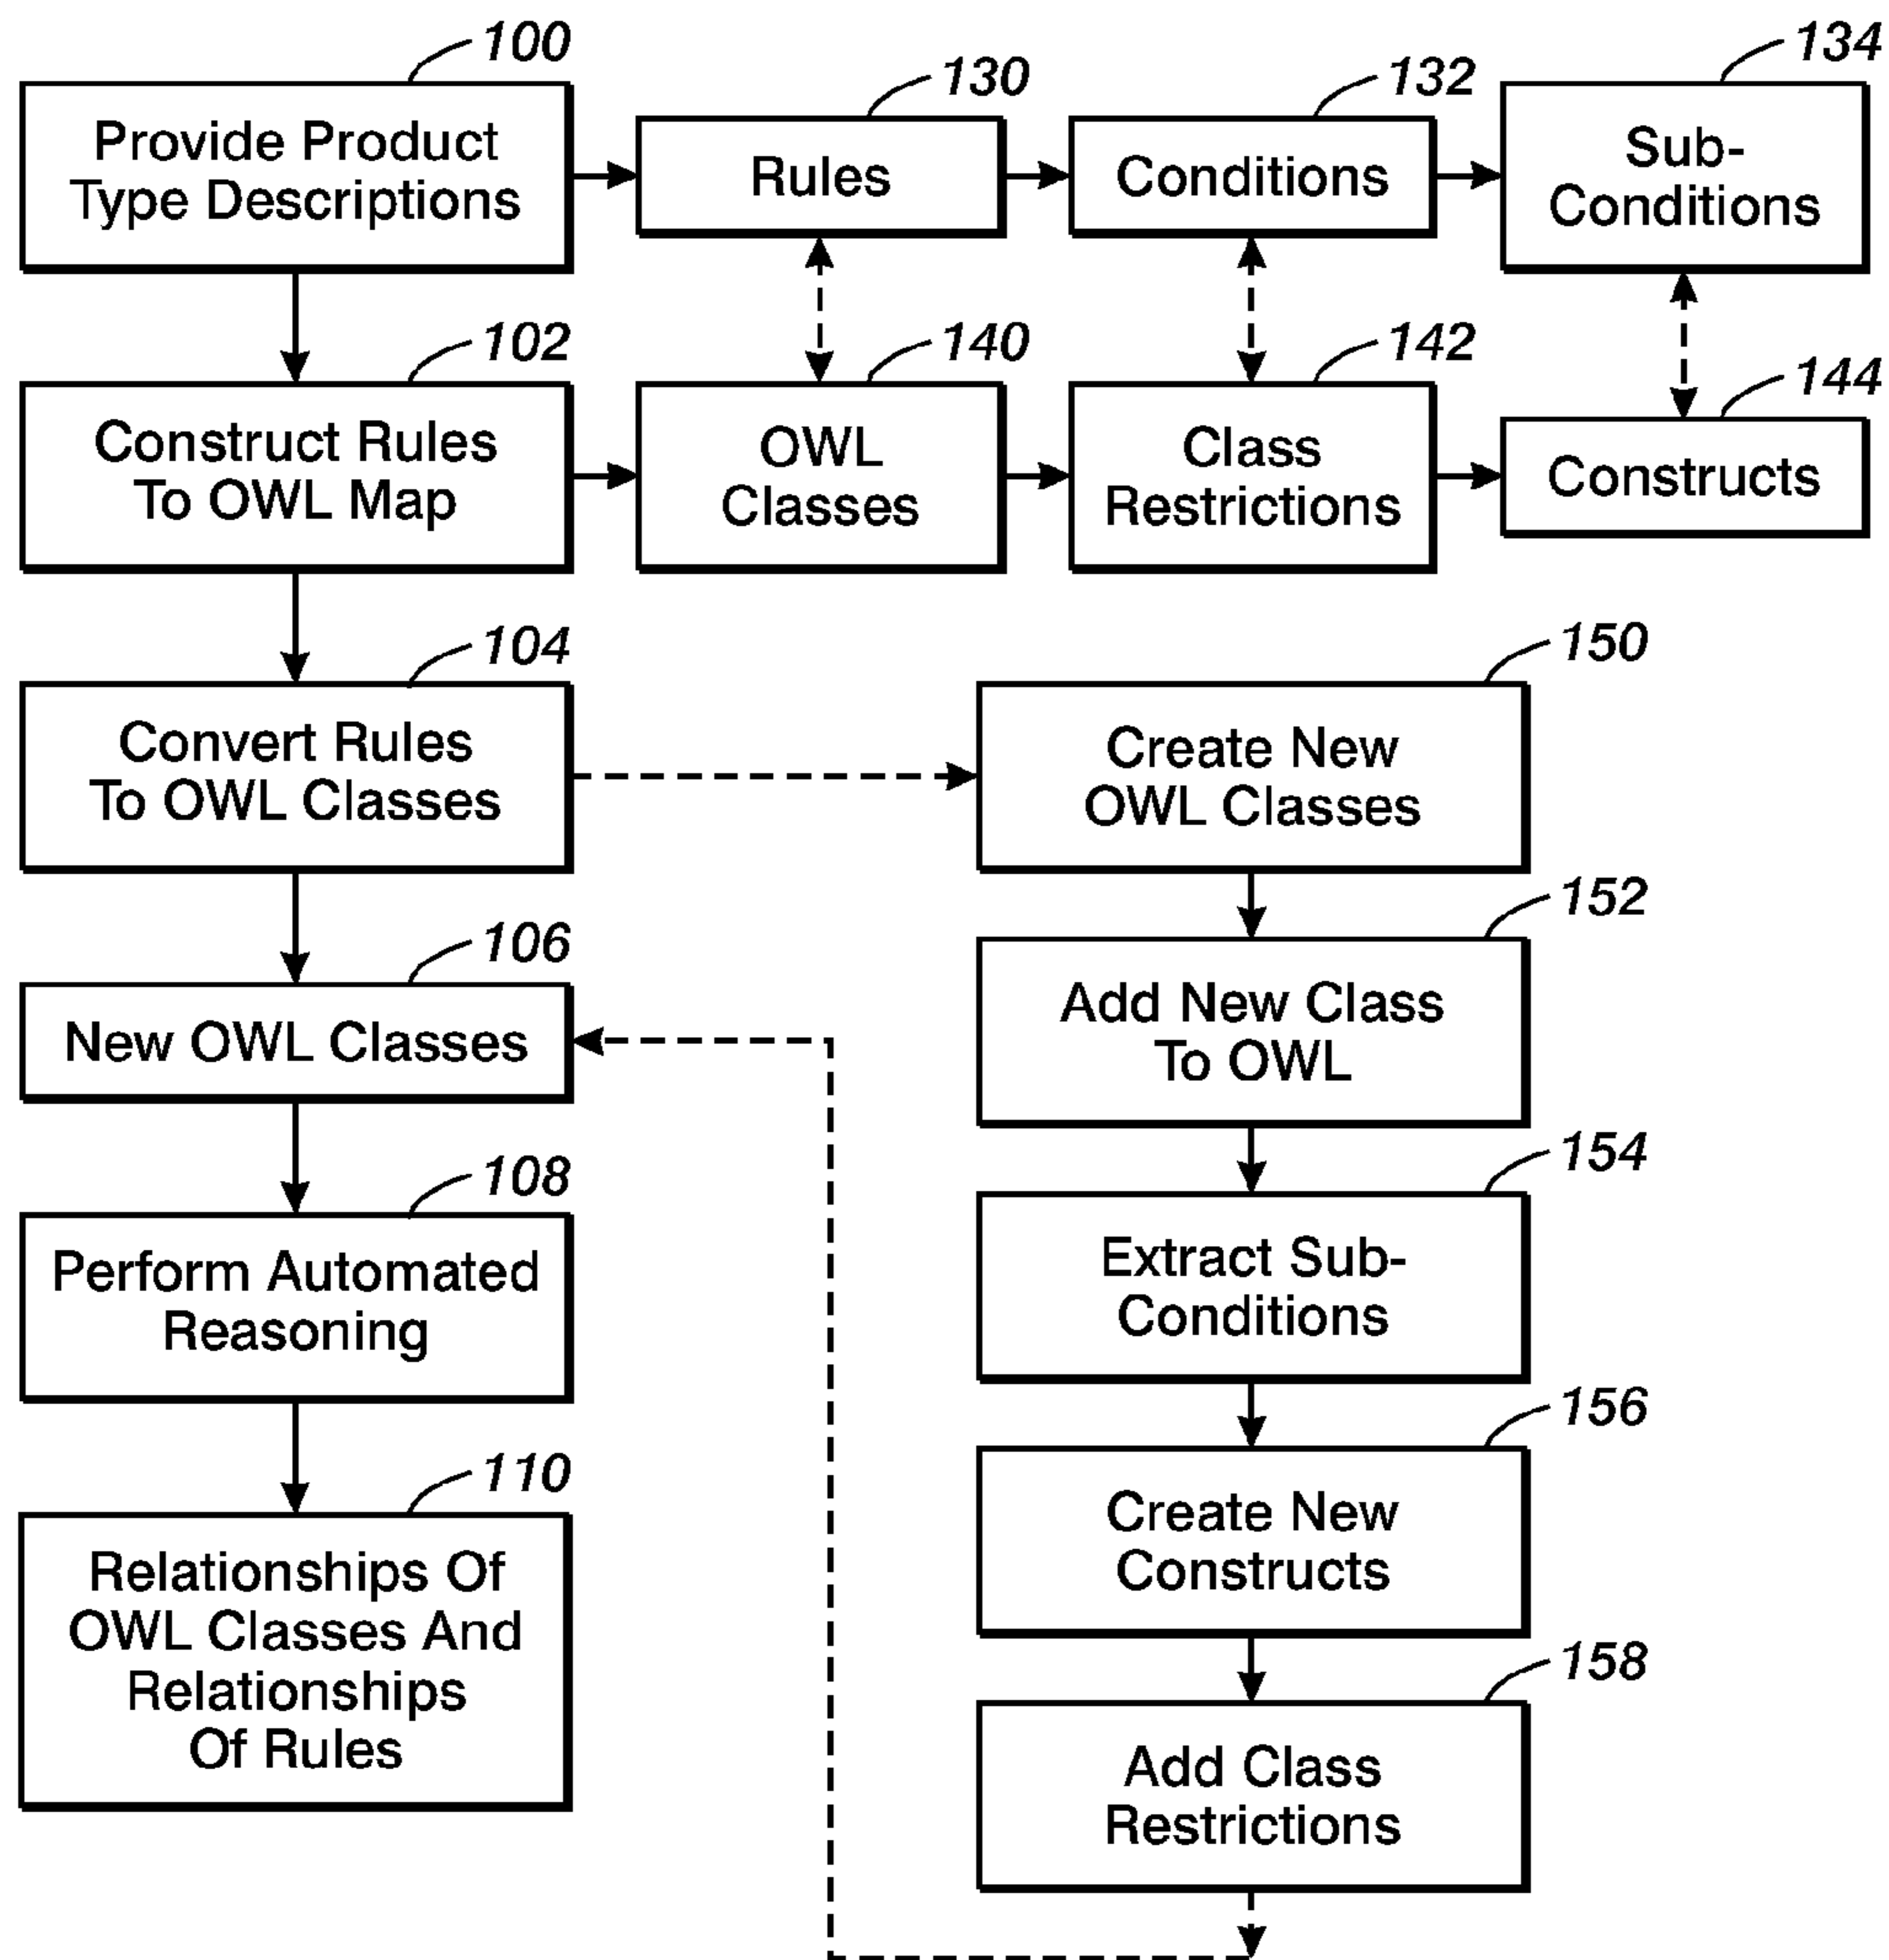 100
Provide Product
Type Descriptions
130
Rules
132
Conditions
134
Sub-
Conditions
102
Construct Rules
To OWL Map
140
OWL
Classes
142
Class
Restrictions
144
Constructs
104
Convert Rules
To OWL Classes
150
Create New
OWL Classes
106
New OWL Classes
152
Add New Class
To OWL
108
Perform Automated
Reasoning
154
Extract Sub-
Conditions
110
Relationships Of
OWL Classes And
Relationships
Of Rules
156
Create New
Constructs
158
Add Class
Restrictions